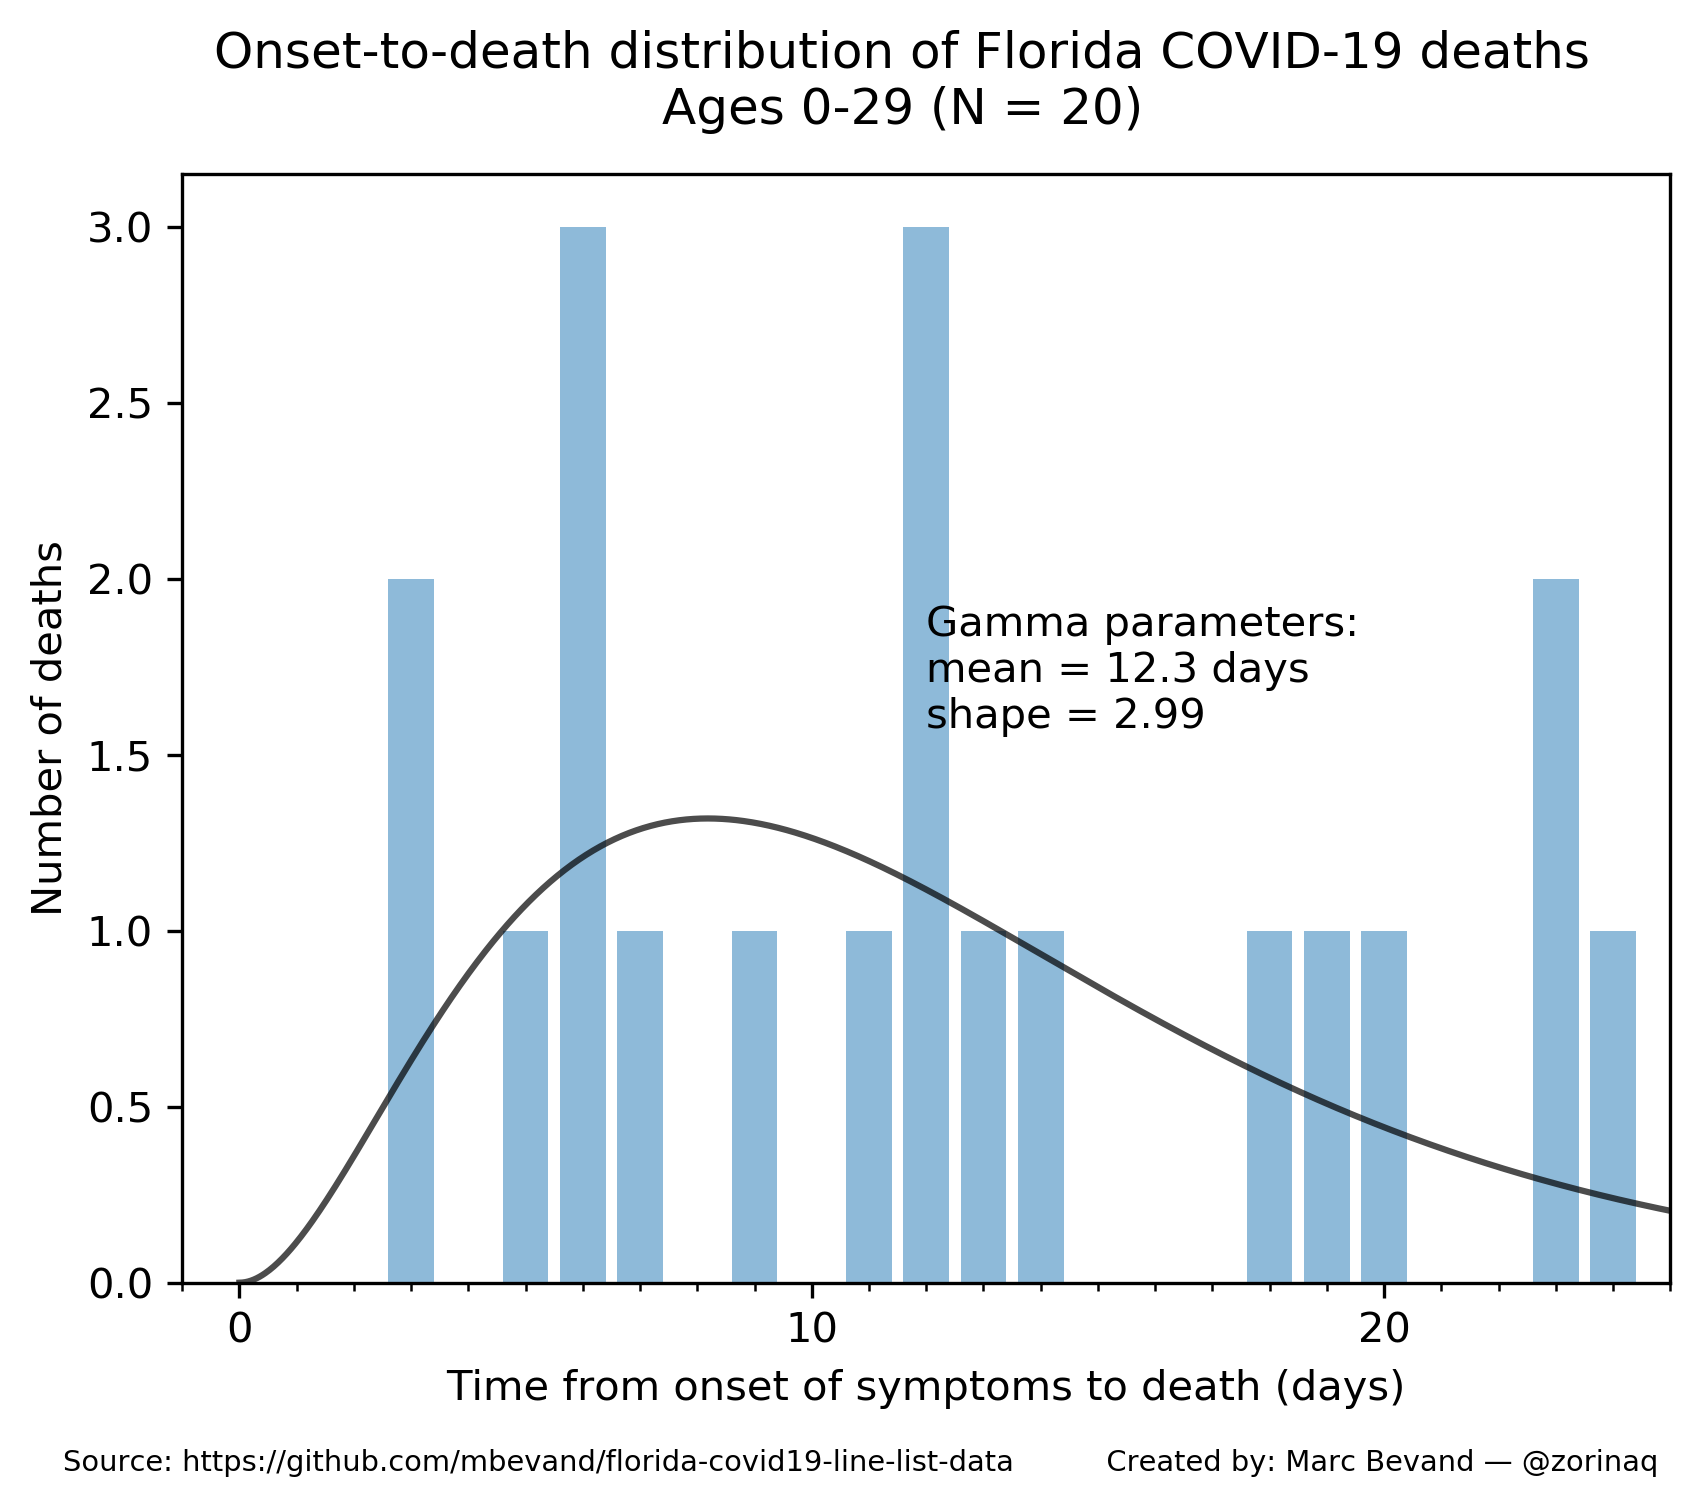 Onset-to-death distribution of Florida COVID-19 deaths
Ages 0-29 (N = 20)
3.0
2.5
2.0
1.5
1.0
0.5
0.0
Number of deaths
Gamma parameters:
mean = 12.3 days
shape = 2.99
0 10 20
Time from onset of symptoms to death (days)
Source: https://github.com/mbevand/florida-covid19-line-list-data Created by: Marc Bevand — @zorinaq